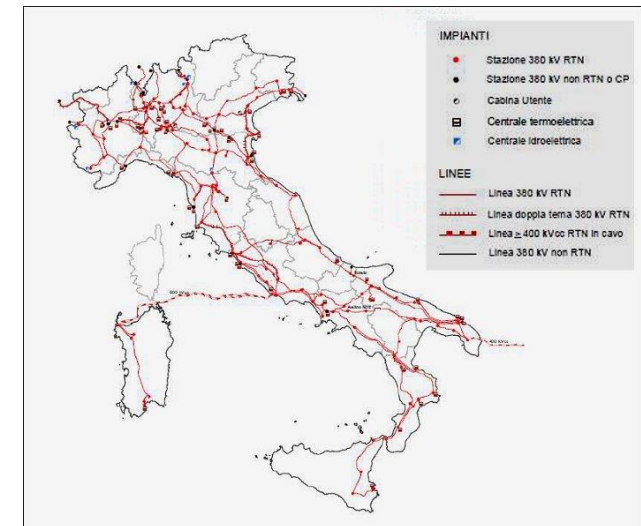 IMPIANTI
Stazione 380 kV RTN
Stazione 380 kV non RTN o CP
Cabina Utente
Centrale termoelettrica
Centrale Idroelettrica
LINEE
Linea 380 kV RTN
Linea doppia terna 380 kV RTN
Linea ≥ 400 kVcc RTN in cavo
Linea 380 kV non RTN